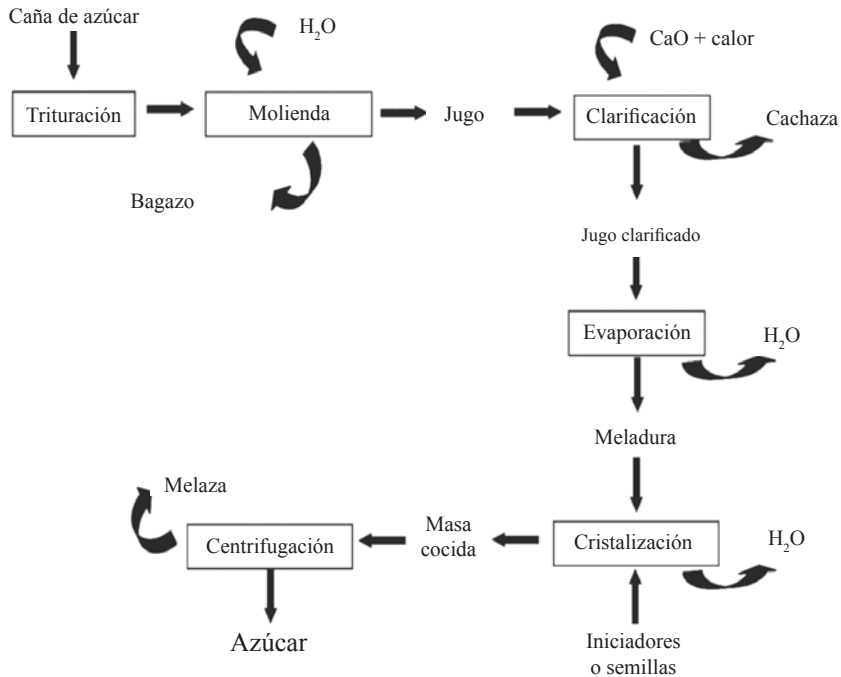 Caña de azúcar
H₂O
CaO + calor
Trituración
Molienda
Jugo
Clarificación
Cachaza
Bagazo
Jugo clarificado
Evaporación
H₂O
Meladura
Melaza
Centrifugación
Masa
cocida
Cristalización
H₂O
Azúcar
Iniciadores
o semillas